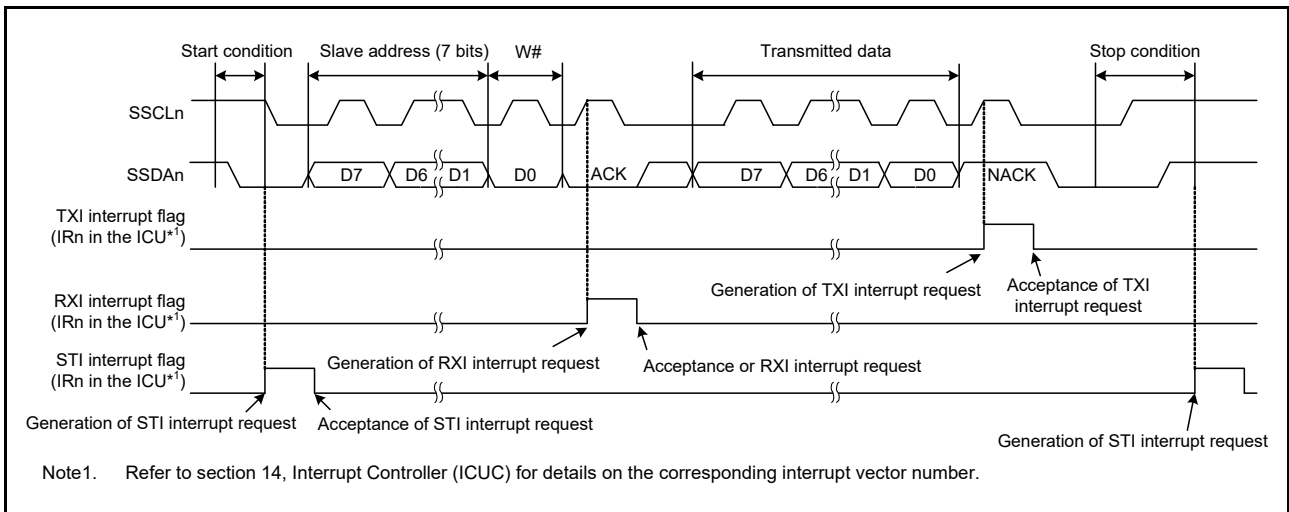 Start condition Slave address (7 bits) W# Transmitted data Stop condition
SSCLn
SSDAn D7 D6 D1 D0 ACK D7 D6 D1 D0 NACK
TXI interrupt flag
(IRn in the ICU*1)
Generation of TXI interrupt request
Acceptance of TXI
interrupt request
RXI interrupt flag
(IRn in the ICU*1)
Generation of RXI interrupt request
Acceptance or RXI interrupt request
STI interrupt flag
(IRn in the ICU*1)
Generation of STI interrupt request
Acceptance of STI interrupt request
Generation of STI interrupt request
Note1. Refer to section 14, Interrupt Controller (ICUC) for details on the corresponding interrupt vector number.